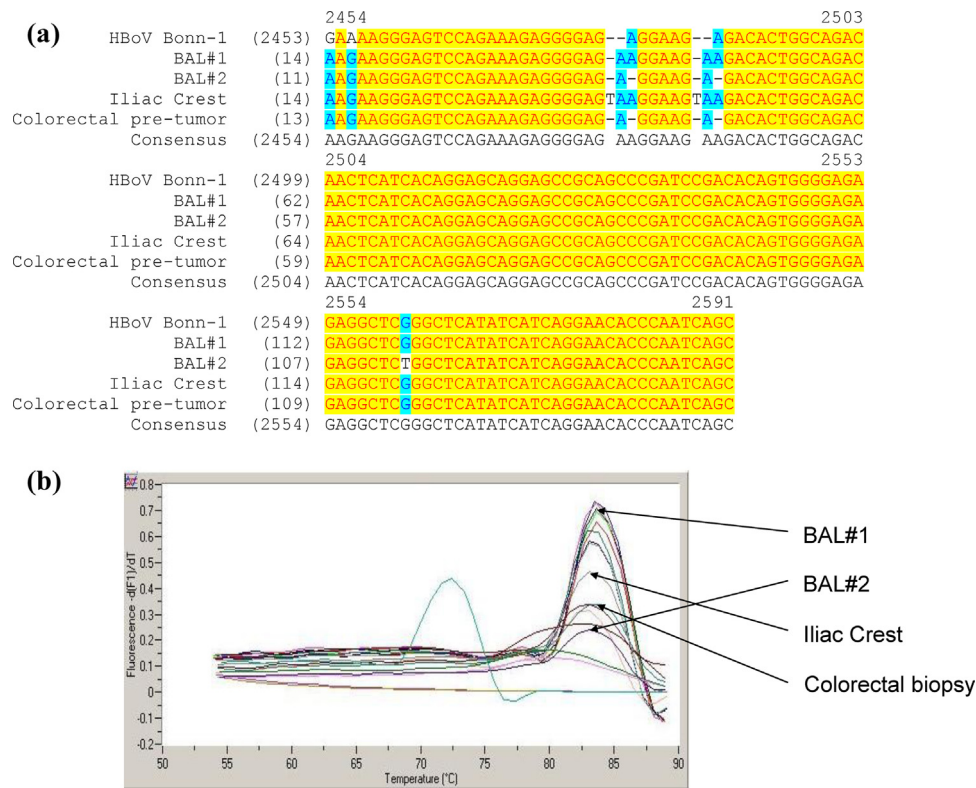 (a)
2454 2503
HBoV Bonn-1 (2453) GAAAAGGGAGTCCAGAAAGAGGGGAG--AGGAAG--AGACACTGGCAGAC
BAL#1 (14) AAGAAGGGAGTCCAGAAAGAGGGGAG-AAGGAAG-AAGACACTGGCAGAC
BAL#2 (11) AAGAAGGGAGTCCAGAAAGAGGGGAG-A-GGAAG-A-GACACTGGCAGAC
Iliac Crest (14) AAGAAGGGAGTCCAGAAAGAGGGGAGTAAGGAAGTAAGACACTGGCAGAC
Colorectal pre-tumor (13) AAGAAGGGAGTCCAGAAAGAGGGGAG-A-GGAAG-A-GACACTGGCAGAC
Consensus (2454) AAGAAGGGAGTCCAGAAAGAGGGGAG AAGGAAG AAGACACTGGCAGAC
2504 2553
HBoV Bonn-1 (2499) AACTCATCACAGGAGCAGGAGCCGCAGCCCGATCCGACACAGTGGGGAGA
BAL#1 (62) AACTCATCACAGGAGCAGGAGCCGCAGCCCGATCCGACACAGTGGGGAGA
BAL#2 (57) AACTCATCACAGGAGCAGGAGCCGCAGCCCGATCCGACACAGTGGGGAGA
Iliac Crest (64) AACTCATCACAGGAGCAGGAGCCGCAGCCCGATCCGACACAGTGGGGAGA
Colorectal pre-tumor (59) AACTCATCACAGGAGCAGGAGCCGCAGCCCGATCCGACACAGTGGGGAGA
Consensus (2504) AACTCATCACAGGAGCAGGAGCCGCAGCCCGATCCGACACAGTGGGGAGA
2554 2591
HBoV Bonn-1 (2549) GAGGCTCGGGCTCATATCATCAGGAACACCCAATCAGC
BAL#1 (112) GAGGCTCGGGCTCATATCATCAGGAACACCCAATCAGC
BAL#2 (107) GAGGCTCTGGCTCATATCATCAGGAACACCCAATCAGC
Iliac Crest (114) GAGGCTCGGGCTCATATCATCAGGAACACCCAATCAGC
Colorectal pre-tumor (109) GAGGCTCGGGCTCATATCATCAGGAACACCCAATCAGC
Consensus (2554) GAGGCTCGGGCTCATATCATCAGGAACACCCAATCAGC
(b)
Fluorescence -d(F1)/dT
0.8
0.7
0.6
0.5
0.4
0.3
0.2
0.1
0
-0.1
-0.2
50 55 60 65 70 75 80 85 90
Temperature (°C)
BAL#1
BAL#2
Iliac Crest
Colorectal biopsy